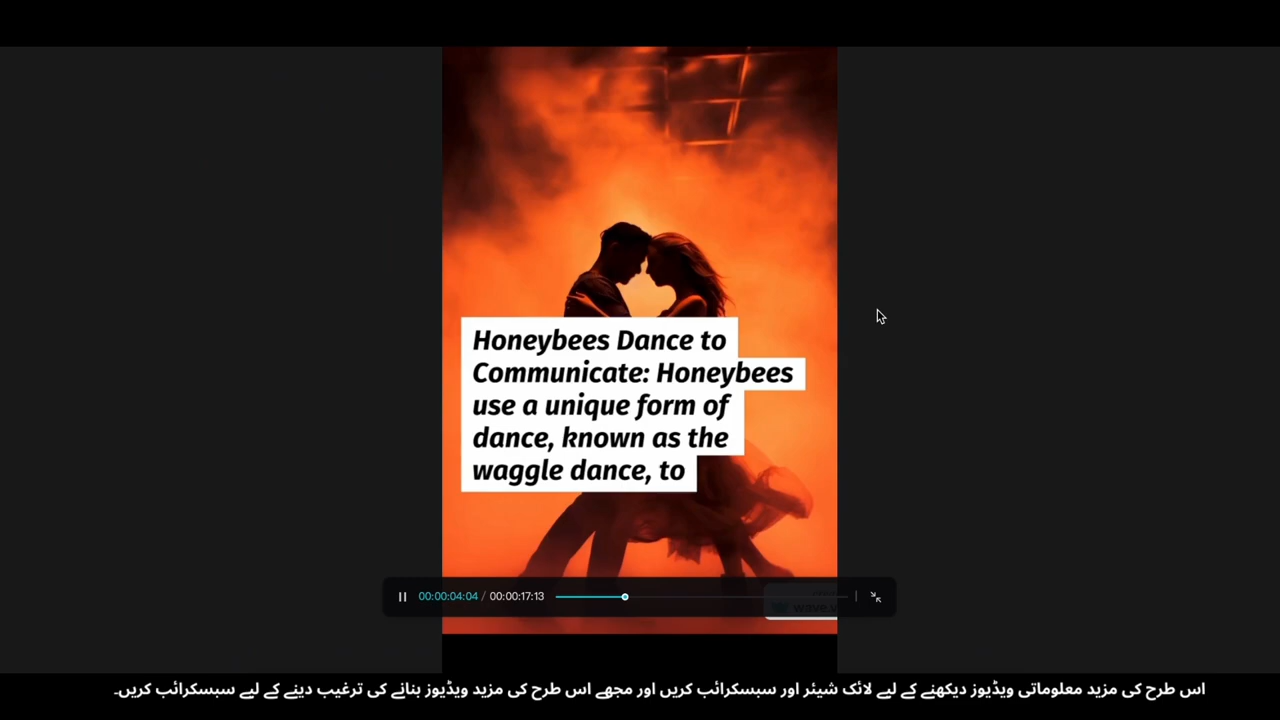 Honeybees Dance to
Communicate: Honeybees
use a unique form of
dance, known as the
waggle dance, to
00:00:04:04 / 00:00:17:13
wave.v
اس طرح کی مزید معلوماتی ویڈیوز دیکھنے کے لیے لائک شیئر اور سبسکرائب کریں اور مجھے اس طرح کی مزید ویڈیوز بنانے کی ترغیب دینے کے لیے سبسکرائب کریں۔